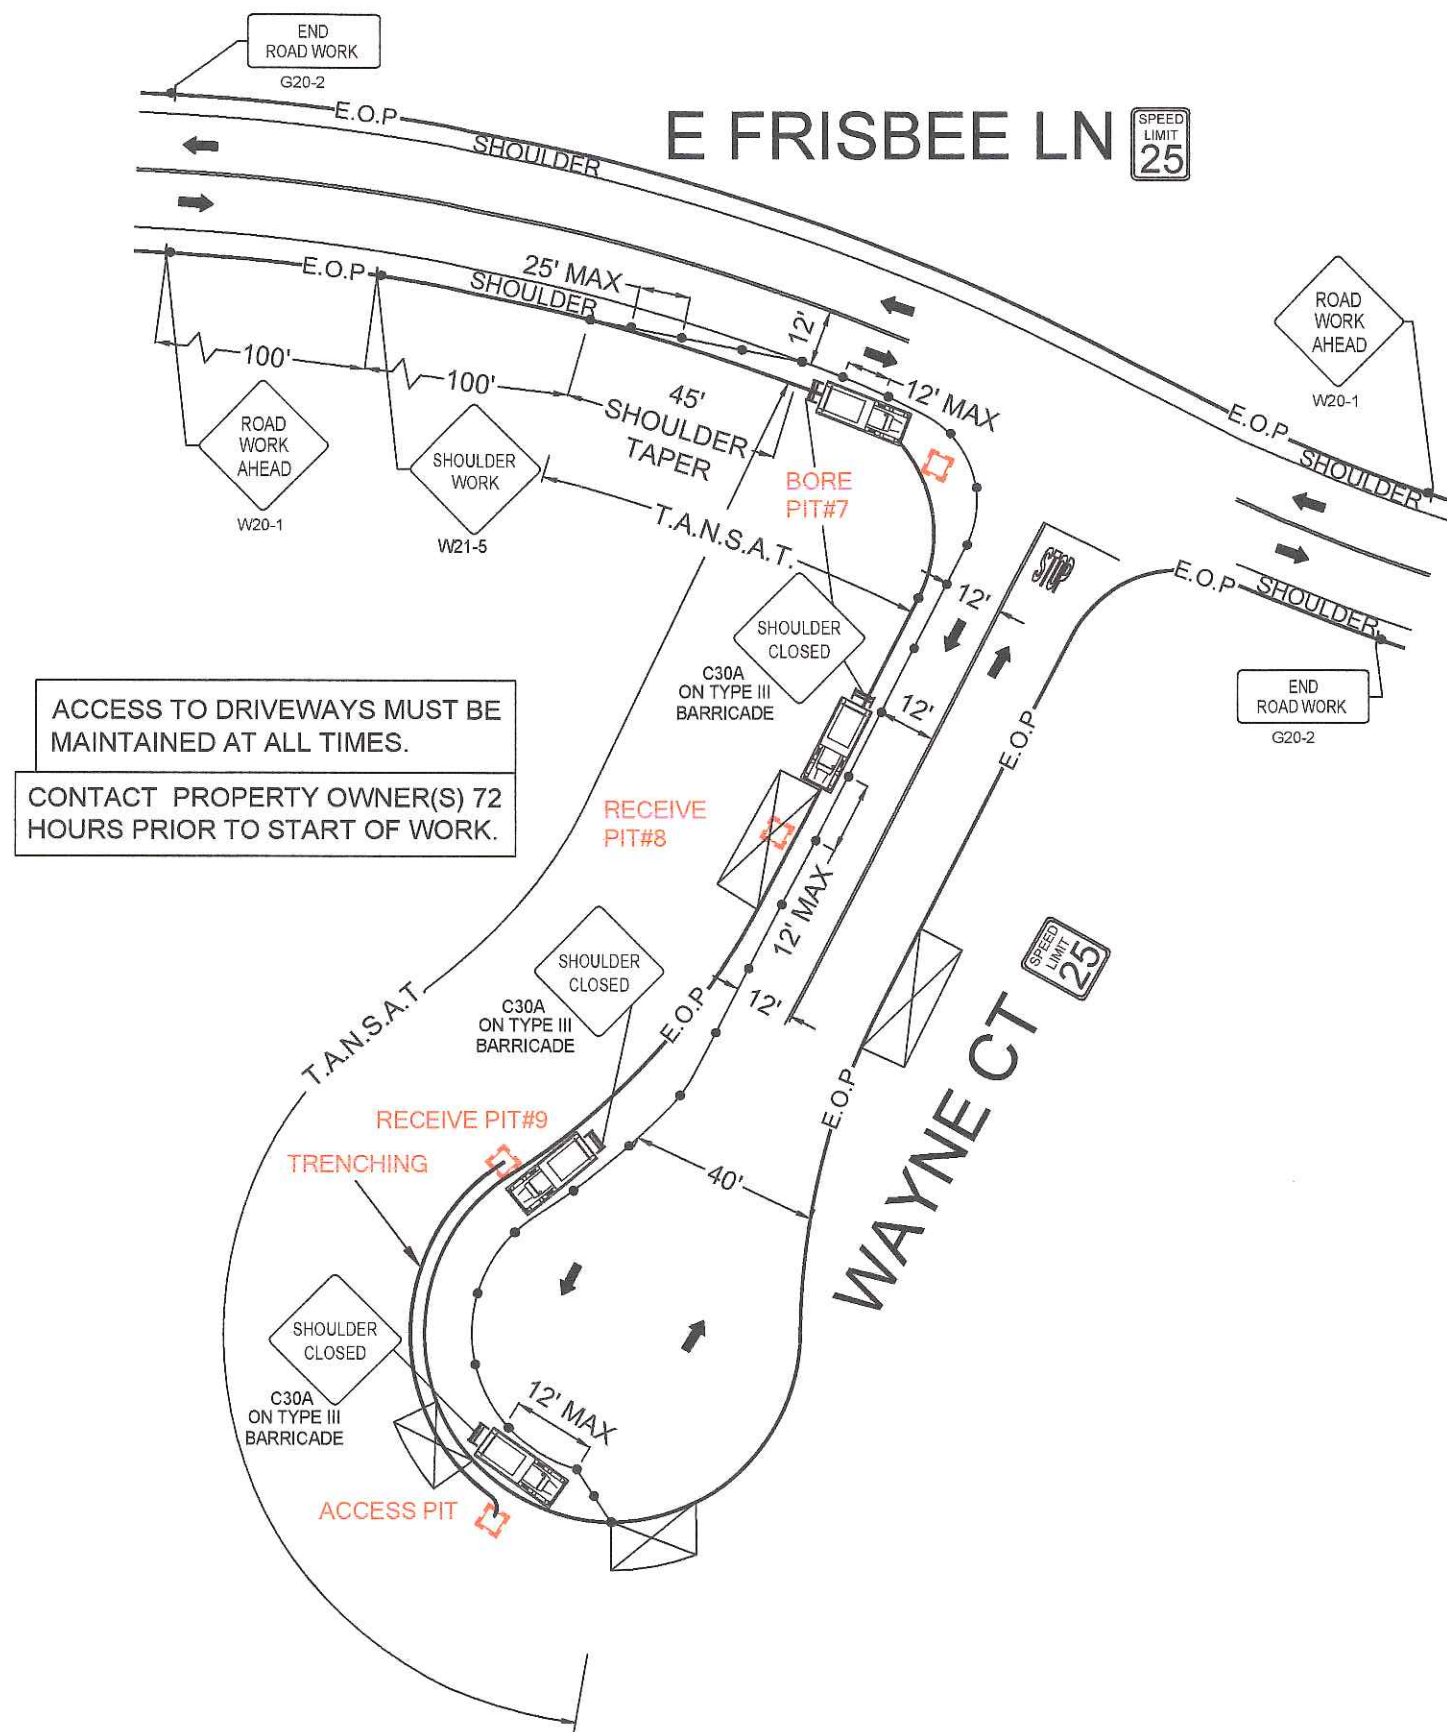 END
ROAD WORK
G20-2
E.O.P
SHOULDER
E FRISBEE LN
SPEED
LIMIT
25
E.O.P
SHOULDER
25' MAX
12'
12' MAX
100'
100'
45'
SHOULDER
TAPER
ROAD
WORK
AHEAD
W20-1
SHOULDER
WORK
W21-5
ROAD
WORK
AHEAD
W20-1
E.O.P
SHOULDER
BORE
PIT#7
T.A.N.S.A.T.
STOP
E.O.P
SHOULDER
12'
SHOULDER
CLOSED
C30A
ON TYPE III
BARRICADE
END
ROAD WORK
G20-2
12'
E.O.P
ACCESS TO DRIVEWAYS MUST BE
MAINTAINED AT ALL TIMES.
CONTACT PROPERTY OWNER(S) 72
HOURS PRIOR TO START OF WORK.
RECEIVE
PIT#8
12' MAX
SHOULDER
CLOSED
C30A
ON TYPE III
BARRICADE
E.O.P
12'
SPEED
LIMIT
25
WAYNE CT
T.A.N.S.A.T.
E.O.P
RECEIVE PIT#9
TRENCHING
40'
SHOULDER
CLOSED
C30A
ON TYPE III
BARRICADE
12' MAX
ACCESS PIT